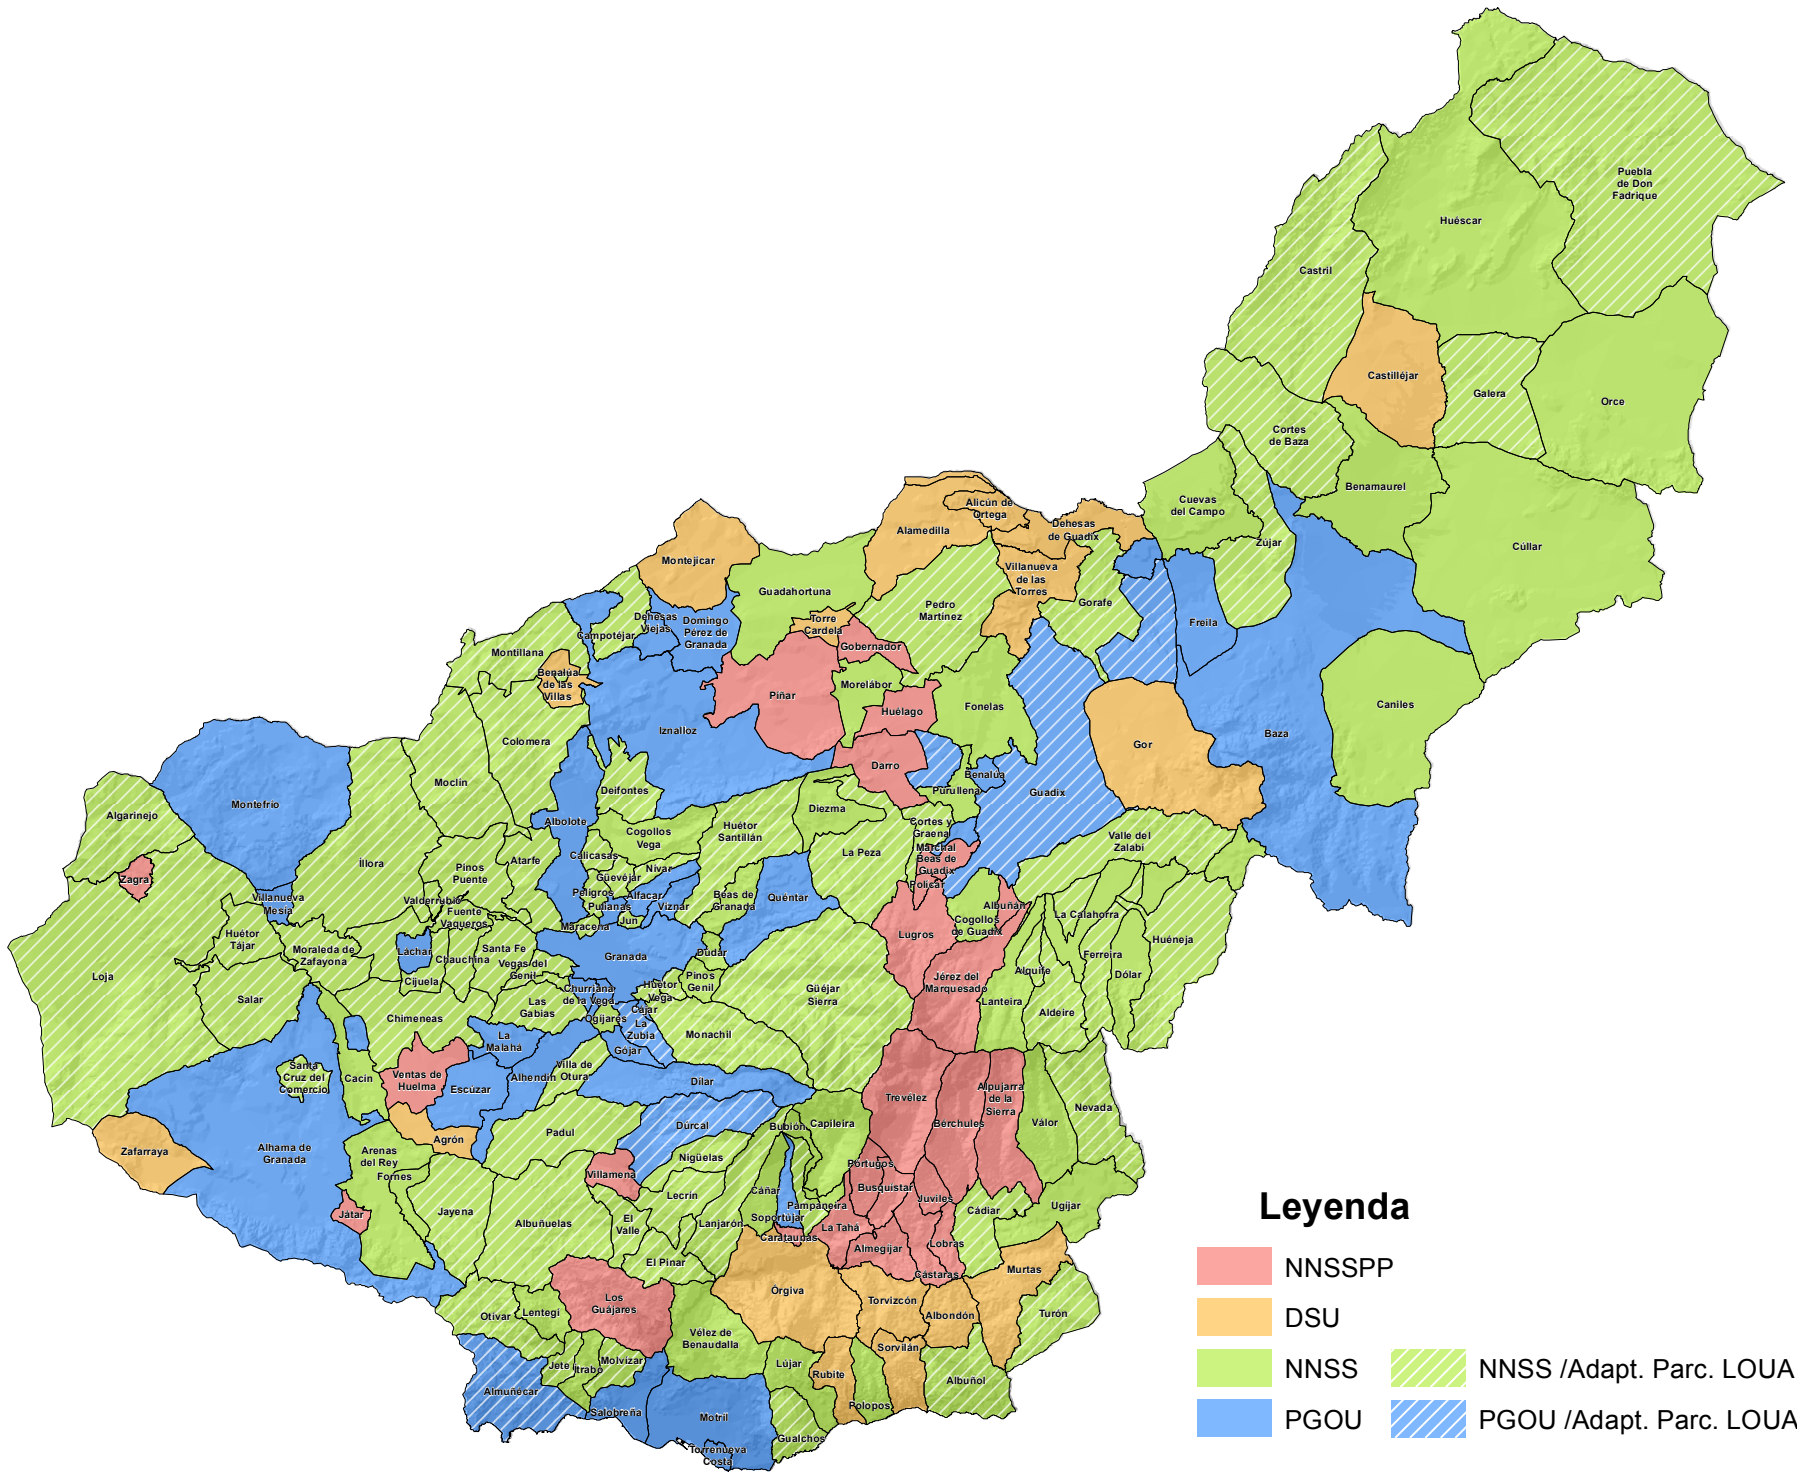 Puebla
de Don
Fadrique
Huéscar
Castril
Castilléjar
Galera
Orce
Cortes
de Baza
Benamaurel
Cuevas
del Campo
Cúllar
Zújar
Alicún de
Ortega
Alamedilla
Dehesas
de Guadix
Montejícar
Villanueva
de las
Torres
Guadahortuna
Pedro
Martínez
Gorafe
Freila
Dehesas
Viejas
Domingo
Pérez de
Granada
Torre
Cardela
Campotéjar
Gobernador
Montillana
Benalúa
de las
Villas
Piñar
Morelábor
Huélago
Fonelas
Caniles
Iznalloz
Baza
Gor
Colomera
Darro
Benalúa
Moclín
Deifontes
Purullena
Guadix
Montefrío
Algarinejo
Diezma
Albolote
Cogollos
Vega
Huétor
Santillán
Cortes y
Graena
Valle del
Zalabí
Íllora
Pinos
Puente
Atarfe
Calicasas
La Peza
Marchal
Beas de
Guadix
Zagra
Güevéjar
Nívar
Policar
Villanueva
Mesía
Valderrubio
Peligros
Alfacar
Pulianas
Víznar
Beas de
Granada
Quéntar
Albuñán
Fuente
Vaqueros
Jun
Maracena
Cogollos
de Guadix
La Calahorra
Huétor
Tájar
Lugros
Huéneja
Moraleda de
Zafayona
Láchar
Chauchina
Santa Fe
Granada
Dúdar
Ferreira
Loja
Vegas del
Genil
Cijuela
Pinos
Genil
Jérez del
Marquesado
Alquife
Dólar
Salar
Churriana
de la Vega
Huétor
Vega
Güéjar
Sierra
Lanteira
Las
Gabias
Cájar
Aldeire
Chimeneas
Ogíjares
La
Zubia
Monachil
La
Malahá
Gójar
Santa
Cruz del
Comercio
Cacín
Ventas de
Huelma
Escúzar
Alhendín
Villa de
Otura
Dílar
Trevélez
Alpujarra
de la
Sierra
Nevada
Bérchules
Válor
Zafarraya
Alhama de
Granada
Agrón
Padul
Dúrcal
Bubión
Capileira
Arenas
del Rey
Fornes
Nigüelas
Pórtugos
Villamena
Busquístar
Juviles
Lecrín
Cáñar
Pampaneira
Játar
Jayena
Albuñuelas
El
Valle
Lanjarón
Soportújar
Cádiar
Ugíjar
La Tahá
Carataunas
Almegíjar
Lobras
El Pinar
Cástaras
Murtas
Órgiva
Torvizcón
Los
Guájares
Otívar
Lentegí
Albondón
Turón
Vélez de
Benaudalla
Sorvilán
Jete
Itrabo
Molvízar
Lújar
Rubite
Albuñol
Almuñécar
Polopos
Salobreña
Motril
Gualchos
Torrenueva
Costa
Leyenda
NNSSPP
DSU
NNSS
NNSS /Adapt. Parc. LOUA
PGOU
PGOU /Adapt. Parc. LOUA